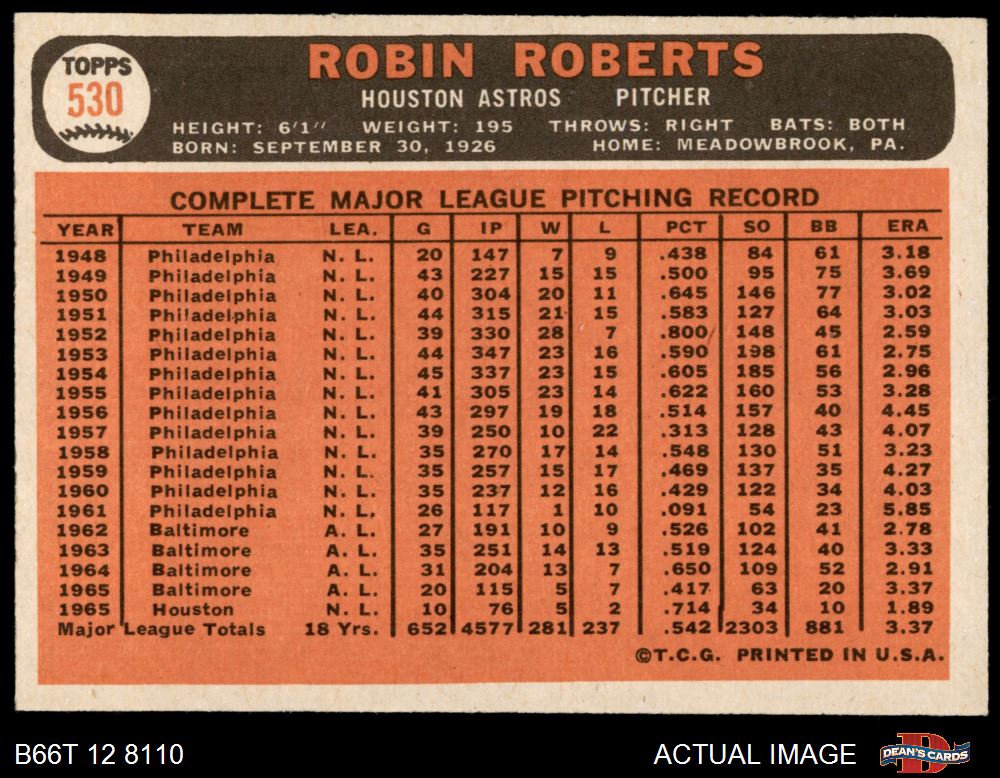 TOPPS
530
ROBIN ROBERTS
HOUSTON ASTROS PITCHER
HEIGHT: 6'1" WEIGHT: 195 THROWS: RIGHT BATS: BOTH
BORN: SEPTEMBER 30, 1926 HOME: MEADOWBROOK, PA.
COMPLETE MAJOR LEAGUE PITCHING RECORD
YEAR TEAM LEA. G IP W L PCT SO BB ERA
1948 Philadelphia N. L. 20 147 7 9 .438 84 61 3.18
1949 Philadelphia N. L. 43 227 15 15 .500 95 75 3.69
1950 Philadelphia N. L. 40 304 20 11 .645 146 77 3.02
1951 Philadelphia N. L. 44 315 21 15 .583 127 64 3.03
1952 Philadelphia N. L. 39 330 28 7 .800 148 45 2.59
1953 Philadelphia N. L. 44 347 23 16 .590 198 61 2.75
1954 Philadelphia N. L. 45 337 23 15 .605 185 56 2.96
1955 Philadelphia N. L. 41 305 23 14 .622 160 53 3.28
1956 Philadelphia N. L. 43 297 19 18 .514 157 40 4.45
1957 Philadelphia N. L. 39 250 10 22 .313 128 43 4.07
1958 Philadelphia N. L. 35 270 17 14 .548 130 51 3.23
1959 Philadelphia N. L. 35 257 15 17 .469 137 35 4.27
1960 Philadelphia N. L. 35 237 12 16 .429 122 34 4.03
1961 Philadelphia N. L. 26 117 1 10 .091 54 23 5.85
1962 Baltimore A. L. 27 191 10 9 .526 102 41 2.78
1963 Baltimore A. L. 35 251 14 13 .519 124 40 3.33
1964 Baltimore A. L. 31 204 13 7 .650 109 52 2.91
1965 Baltimore A. L. 20 115 5 7 .417 63 20 3.37
1965 Houston N. L. 10 76 5 2 .714 34 10 1.89
Major League Totals 18 Yrs. 652 4577 281 237 .542 2303 881 3.37
©T.C.G. PRINTED IN U.S.A.
B66T 12 8110 ACTUAL IMAGE
D
DEAN'S CARDS